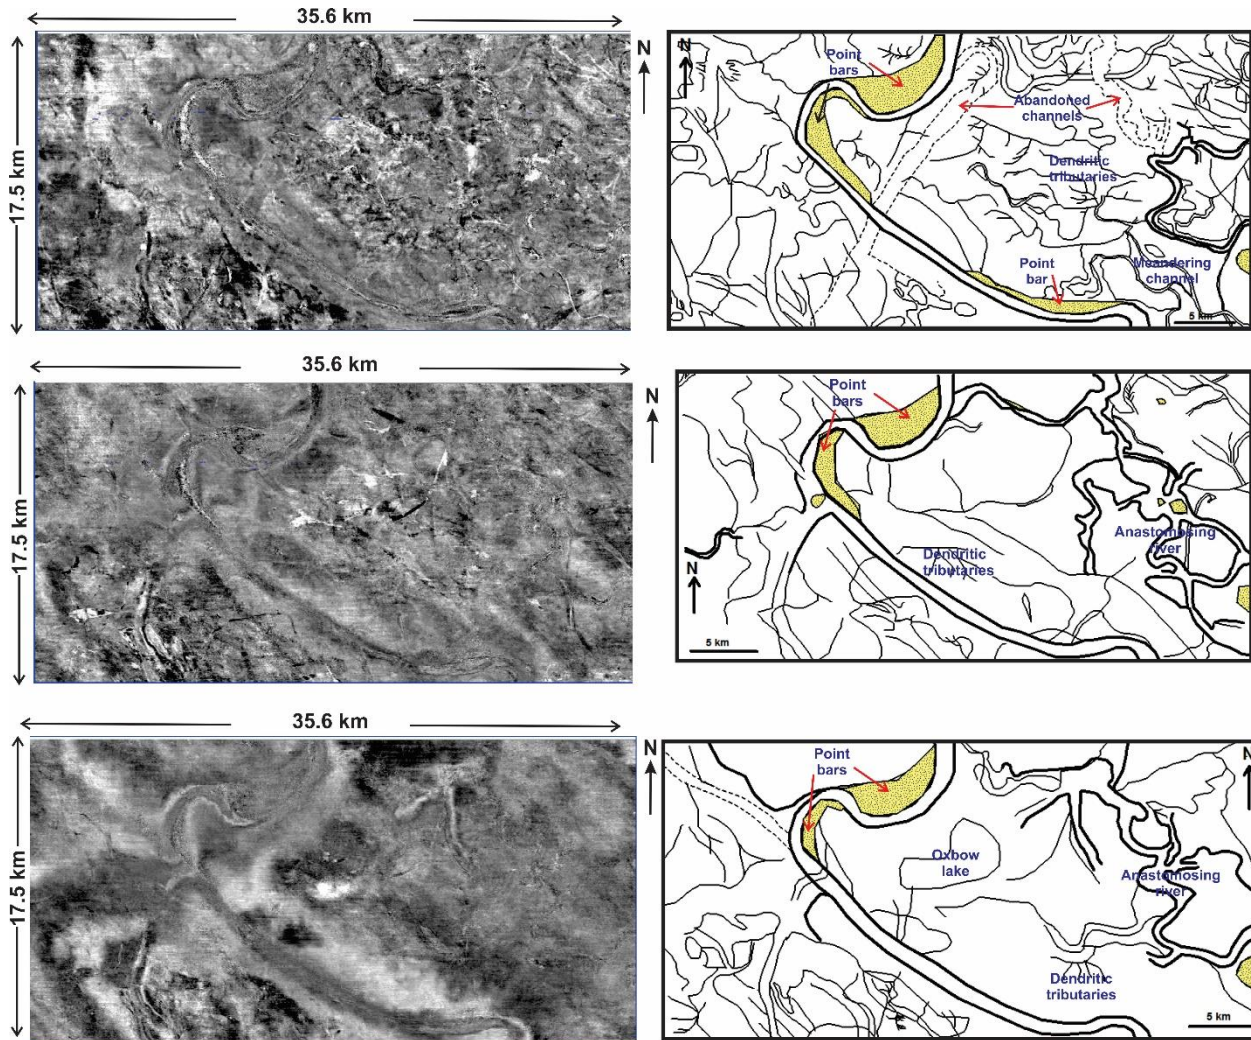 35.6 km
17.5 km
N
N
Point
bars
Abandoned
channels
Dendritic
tributaries
Point
bar
Meandering
channel
5 km
35.6 km
17.5 km
N
Point
bars
Anastomosing
river
Dendritic
tributaries
N
5 km
35.6 km
17.5 km
N
N
Point
bars
Oxbow
lake
Anastomosing
river
Dendritic
tributaries
5 km